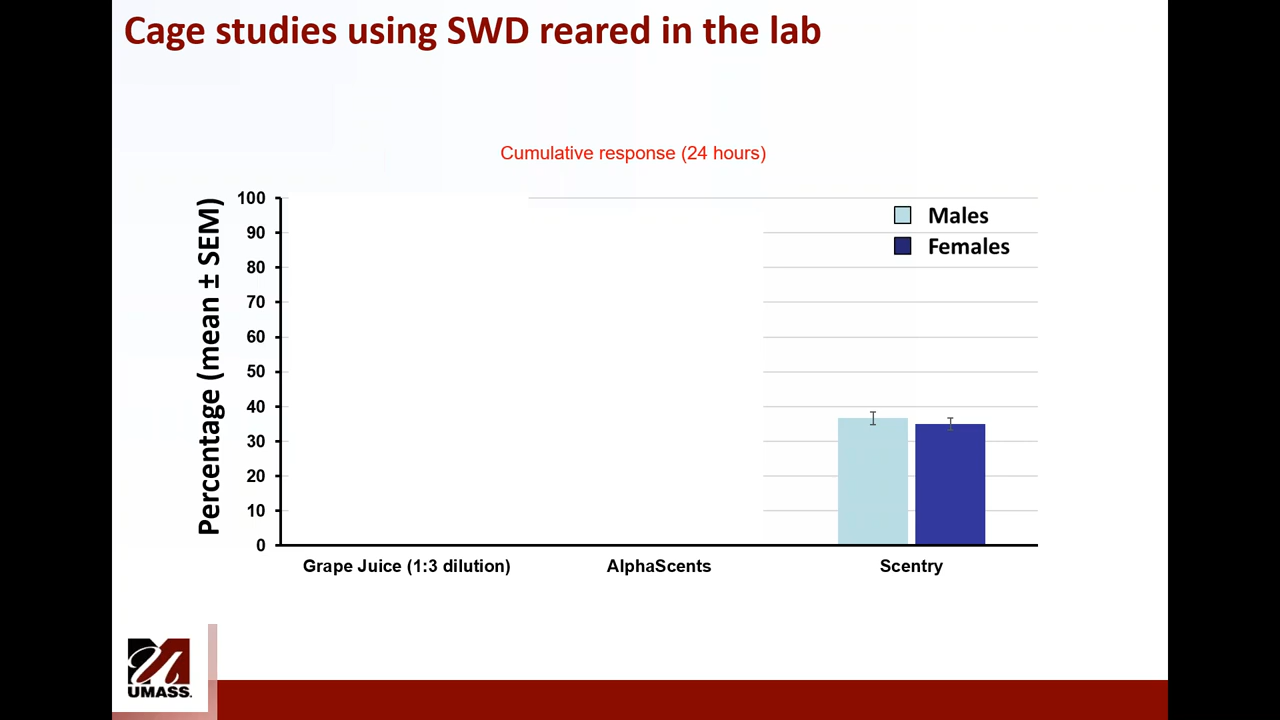 Cage studies using SWD reared in the lab
Cumulative response (24 hours)
Percentage (mean ± SEM)
100
90
80
70
60
50
40
30
20
10
0
Males
Females
Grape Juice (1:3 dilution)
AlphaScents
Scentry
UMASS.